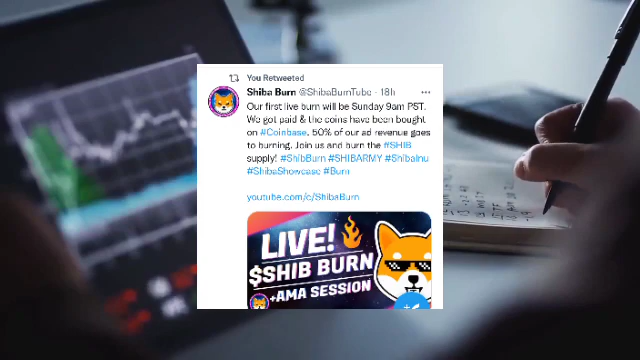 You Retweeted
Shiba Burn @ShibaBurnTube · 18h
Our first live burn will be Sunday 9am PST.
We got paid & the coins have been bought
on #Coinbase. 50% of our ad revenue goes
to burning. Join us and burn the #SHIB
supply! #ShibBurn #SHIBARMY #ShibaInu
#ShibaShowcase #Burn
youtube.com/c/ShibaBurn
LIVE!
$SHIB BURN
+AMA SESSION